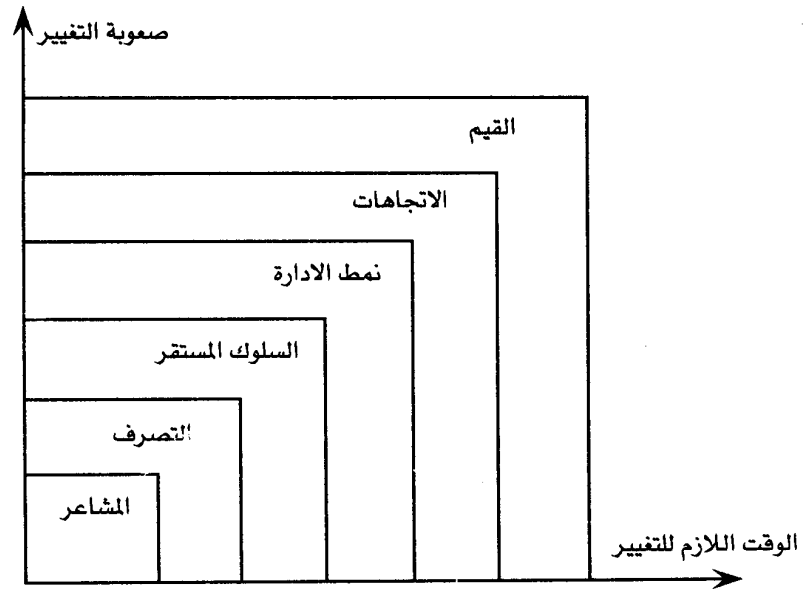 صعوبة التغيير
القيم
الاتجاهات
نمط الادارة
السلوك المستقر
التصرف
المشاعر
الوقت اللازم للتغيير